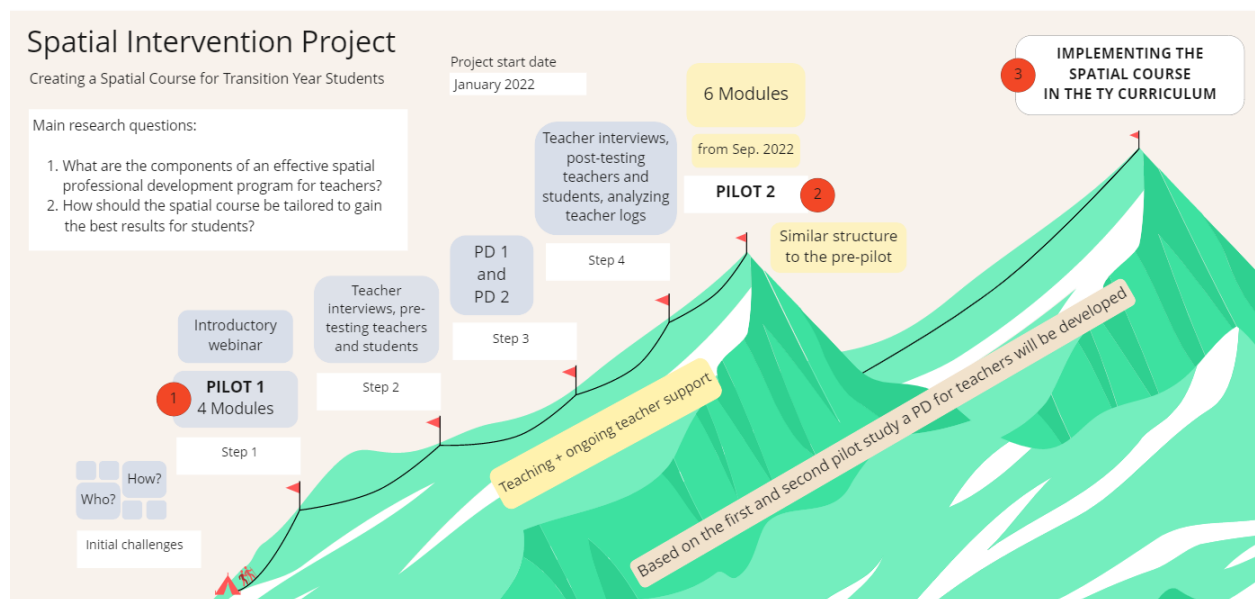 Spatial Intervention Project
Creating a Spatial Course for Transition Year Students
Main research questions:
1. What are the components of an effective spatial
professional development program for teachers?
2. How should the spatial course be tailored to gain
the best results for students?
Project start date
January 2022
Initial challenges
Who?
How?
Step 1
1
PILOT 1
4 Modules
Introductory
webinar
Step 2
Teacher
interviews, pre-
testing teachers
and students
Step 3
PD 1
and
PD 2
Step 4
Teacher interviews,
post-testing
teachers and
students, analyzing
teacher logs
6 Modules
from Sep. 2022
PILOT 2
2
Similar structure
to the pre-pilot
Teaching + ongoing teacher support
Based on the first and second pilot study a PD for teachers will be developed
3
IMPLEMENTING THE
SPATIAL COURSE
IN THE TY CURRICULUM